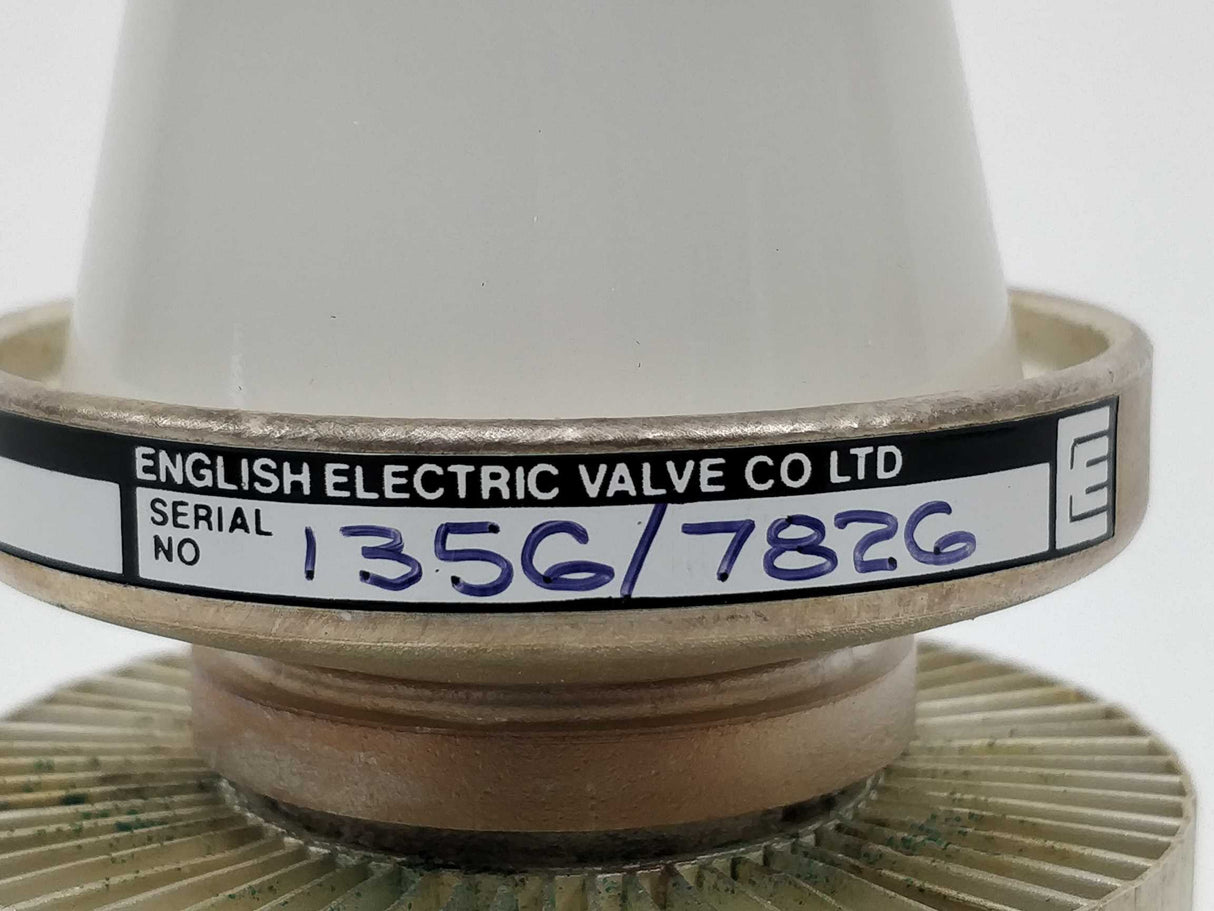 ENGLISH ELECTRIC VALVE CO LTD
SERIAL
NO 1356/7826